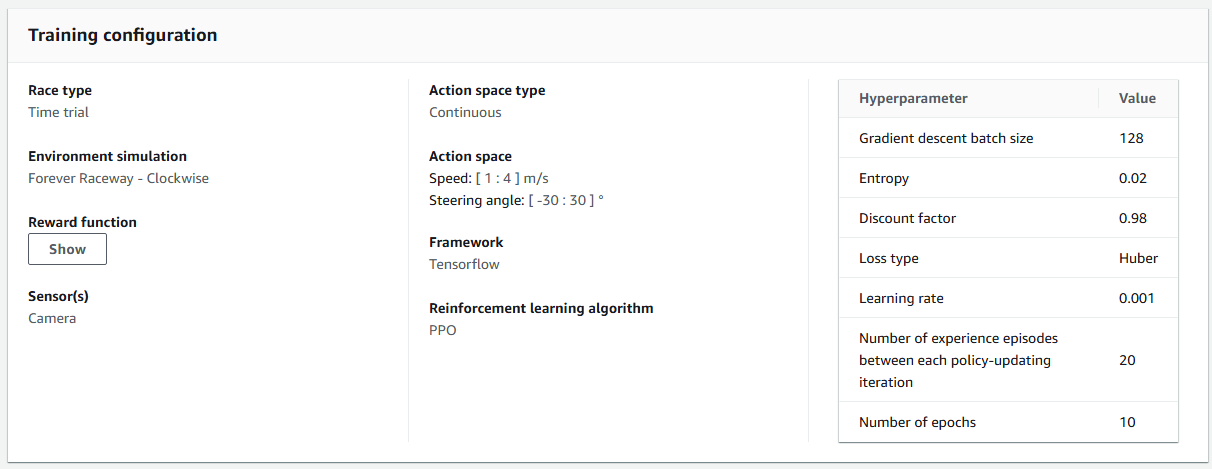 Training configuration
Race type
Time trial
Environment simulation
Forever Raceway - Clockwise
Reward function
Show
Sensor(s)
Camera
Action space type
Continuous
Action space
Speed: [ 1 : 4 ] m/s
Steering angle: [ -30 : 30 ] °
Framework
Tensorflow
Reinforcement learning algorithm
PPO
Hyperparameter Value
Gradient descent batch size 128
Entropy 0.02
Discount factor 0.98
Loss type Huber
Learning rate 0.001
Number of experience episodes
between each policy-updating 20
iteration
Number of epochs 10